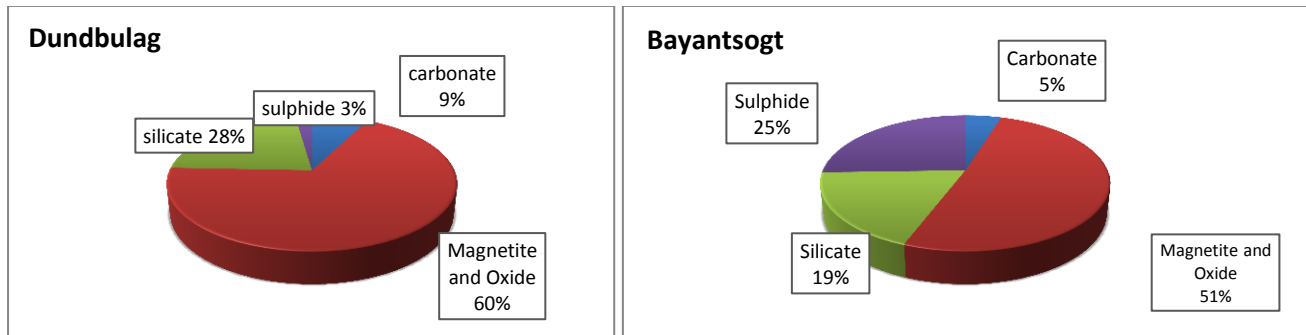 Dundbulag
carbonate
9%
sulphide 3%
silicate 28%
Magnetite
and Oxide
60%
Bayantsogt
Carbonate
5%
Sulphide
25%
Silicate
19%
Magnetite and
Oxide
51%